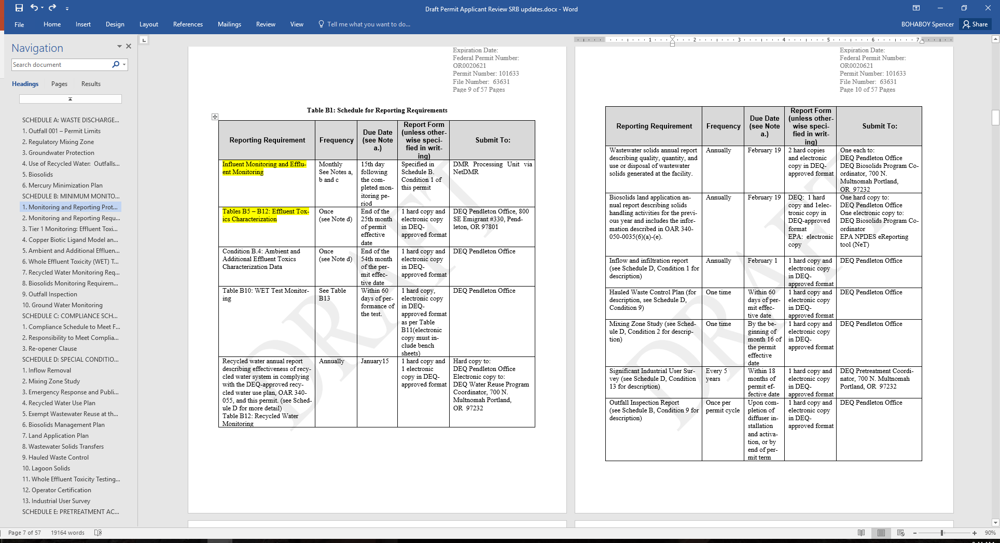 Draft Permit Applicant Review SRB updates.docx - Word
File Home Insert Design Layout References Mailings Review View Tell me what you want to do...
BOHABOY Spencer Share
Navigation
Search document
Headings Pages Results
SCHEDULE A: WASTE DISCHARGE...
1. Outfall 001 – Permit Limits
2. Regulatory Mixing Zone
3. Groundwater Protection
4. Use of Recycled Water:  Outfalls...
5. Biosolids
6. Mercury Minimization Plan
SCHEDULE B: MINIMUM MONITO...
1. Monitoring and Reporting Prot...
2. Monitoring and Reporting Requ...
3. Tier 1 Monitoring: Effluent Toxi...
4. Copper Biotic Ligand Model an...
5. Ambient and Additional Effluen...
6. Whole Effluent Toxicity (WET) T...
7. Recycled Water Monitoring Req...
8. Biosolids Monitoring Requirem...
9. Outfall Inspection
10. Ground Water Monitoring
SCHEDULE C: COMPLIANCE SCH...
1. Compliance Schedule to Meet F...
2. Responsibility to Meet Complia...
3. Re-opener Clause
SCHEDULE D: SPECIAL CONDITIO...
1. Inflow Removal
2. Mixing Zone Study
3. Emergency Response and Publi...
4. Recycled Water Use Plan
5. Exempt Wastewater Reuse at th...
6. Biosolids Management Plan
7. Land Application Plan
8. Wastewater Solids Transfers
9. Hauled Waste Control
10. Lagoon Solids
11. Whole Effluent Toxicity Testing...
12. Operator Certification
13. Industrial User Survey
SCHEDULE E: PRETREATMENT AC...
Expiration Date:
Federal Permit Number:
OR0020621
Permit Number: 101633
File Number:  63631
Page 9 of 57 Pages
Table B1: Schedule for Reporting Requirements
Reporting Requirement
Frequency
Due Date
(see Note
a.)
Report Form
(unless other-
wise speci-
fied in writ-
ing)
Submit To:
Influent Monitoring and Efflu-
ent Monitoring
Monthly
See Notes a,
b and c
15th day
following
the com-
pleted mon-
itoring pe-
riod
Specified in
Schedule B.
Condition 1 of
this permit
DMR Processing Unit via
NetDMR
Tables B5 – B12: Effluent Tox-
ics Characterization
Once
(see Note d)
End of the
25th month
of permit
effective
date
1 hard copy and
electronic copy
in DEQ-
approved format
DEQ Pendleton Office, 800
SE Emigrant #330, Pend-
leton, OR 97801
Condition B.4: Ambient and
Additional Effluent Toxics
Characterization Data
Once
(see Note d)
End of the
54th month
of the per-
mit effec-
tive date
1 hard copy and
electronic copy
in DEQ-
approved format
DEQ Pendleton Office
Table B10: WET Test Monitor-
ing
See Table
B13
Within 60
days of per-
formance of
the test.
1 hard copy,
electronic copy
in DEQ-
approved format
as per Table
B11(electronic
copy must in-
clude bench
sheets)
DEQ Pendleton Office
Recycled water annual report
describing effectiveness of recy-
cled water system in complying
with the DEQ-approved recy-
cled water use plan, OAR 340-
055, and this permit. (see Sched-
ule D for more detail)
Table B12: Recycled Water
Monitoring
Annually
January15
1 hard copy and
1 electronic
copy in DEQ-
approved format
Hard copy to:
DEQ Pendleton Office
Electronic copy to:
DEQ Water Reuse Program
Coordinator, 700 N.
Multnomah Portland,
OR  97232
DRAFT
1 2 3 4 5 6 7
Expiration Date:
Federal Permit Number:
OR0020621
Permit Number: 101633
File Number:  63631
Page 10 of 57 Pages
Reporting Requirement
Frequency
Due Date
(see Note
a.)
Report Form
(unless other-
wise speci-
fied in writ-
ing)
Submit To:
Wastewater solids annual report
describing quality, quantity, and
use or disposal of wastewater
solids generated at the facility.
Annually
February 19
2 hard copies
and electronic
copy in DEQ-
approved format
One each to:
DEQ Pendleton Office
DEQ Biosolids Program Co-
ordinator, 700 N.
Multnomah Portland,
OR  97232
Biosolids land application an-
nual report describing solids
handling activities for the previ-
ous year and includes the infor-
mation described in OAR 340-
050-0035(6)(a)-(e).
Annually
February 19
DEQ:  1 hard
copy and 1elec-
tronic copy in
DEQ-approved
format
EPA:  electronic
copy
One hard copy to:
DEQ Pendleton Office
One electronic copy to:
DEQ Biosolids Program Co-
ordinator
EPA NPDES eReporting
tool (NeT)
Inflow and infiltration report
(see Schedule D, Condition 1 for
description)
Annually
February 1
1 hard copy and
electronic copy
in DEQ-
approved format
DEQ Pendleton Office
Hauled Waste Control Plan (for
description, see Schedule D,
Condition 9)
One time
Within 60
days of per-
mit effec-
tive date
1 hard copy and
electronic copy
in DEQ-
approved format
DEQ Pendleton Office
Mixing Zone Study (see Sched-
ule D, Condition 2 for descrip-
tion)
One time
By the be-
ginning of
month 16 of
the permit
effective
date
1 hard copy and
electronic copy
in DEQ-
approved format
DEQ Pendleton Office
Significant Industrial User Sur-
vey (see Schedule D, Condition
13 for description)
Every 5
years
Within 18
months of
permit ef-
fective date
1 hard copy and
electronic copy
in DEQ-
approved format
DEQ Pretreatment Coordi-
nator, 700 N. Multnomah
Portland, OR  97232
Outfall Inspection Report
(see Schedule B, Condition 9 for
description)
Once per
permit cycle
Upon com-
pletion of
diffuser in-
stallation
and activa-
tion, or by
end of per-
mit term
1 hard copy and
electronic copy
in DEQ-
approved format
DEQ Pendleton Office
DRAFT
Page 7 of 57 19164 words
90%